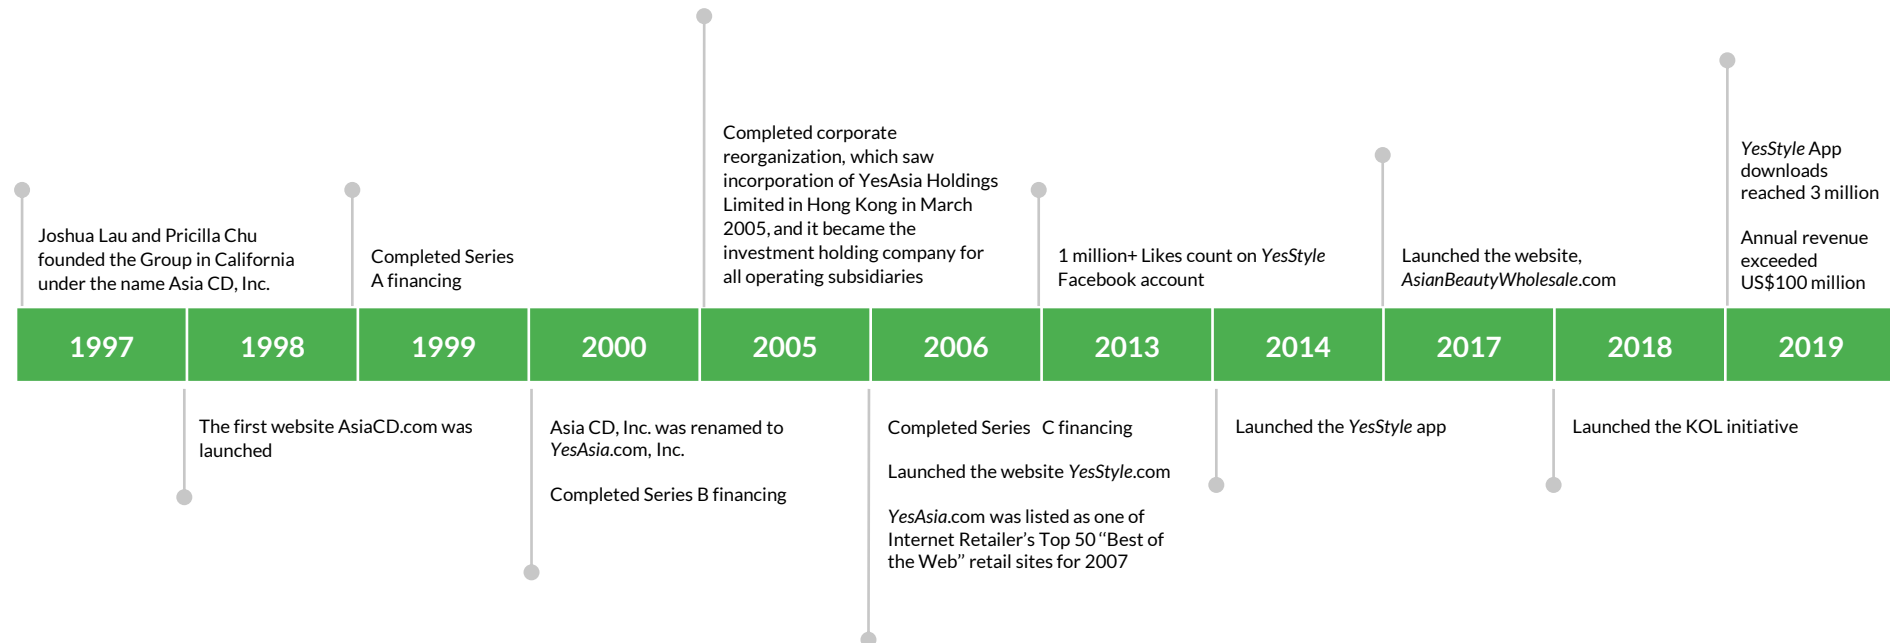 Joshua Lau and Pricilla Chu
founded the Group in California
under the name Asia CD, Inc.
Completed Series
A financing
Completed corporate
reorganization, which saw
incorporation of YesAsia Holdings
Limited in Hong Kong in March
2005, and it became the
investment holding company for
all operating subsidiaries
1 million+ Likes count on YesStyle
Facebook account
Launched the website,
AsianBeautyWholesale.com
YesStyle App
downloads
reached 3 million
Annual revenue
exceeded
US$100 million
1997 1998 1999 2000 2005 2006 2013 2014 2017 2018 2019
The first website AsiaCD.com was
launched
Asia CD, Inc. was renamed to
YesAsia.com, Inc.
Completed Series B financing
Completed Series C financing
Launched the website YesStyle.com
YesAsia.com was listed as one of
Internet Retailer’s Top 50 “Best of
the Web” retail sites for 2007
Launched the YesStyle app
Launched the KOL initiative